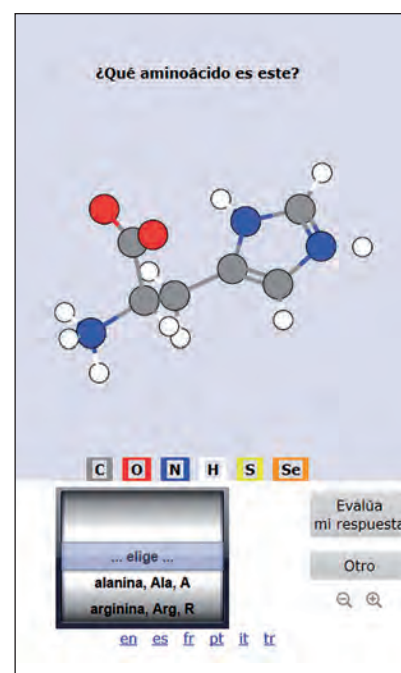 ¿Qué aminoácido es este?
C O N H S Se
... elige ...
alanina, Ala, A
arginina, Arg, R
Evalúa
mi respuesta
Otro
en es fr pt it tr